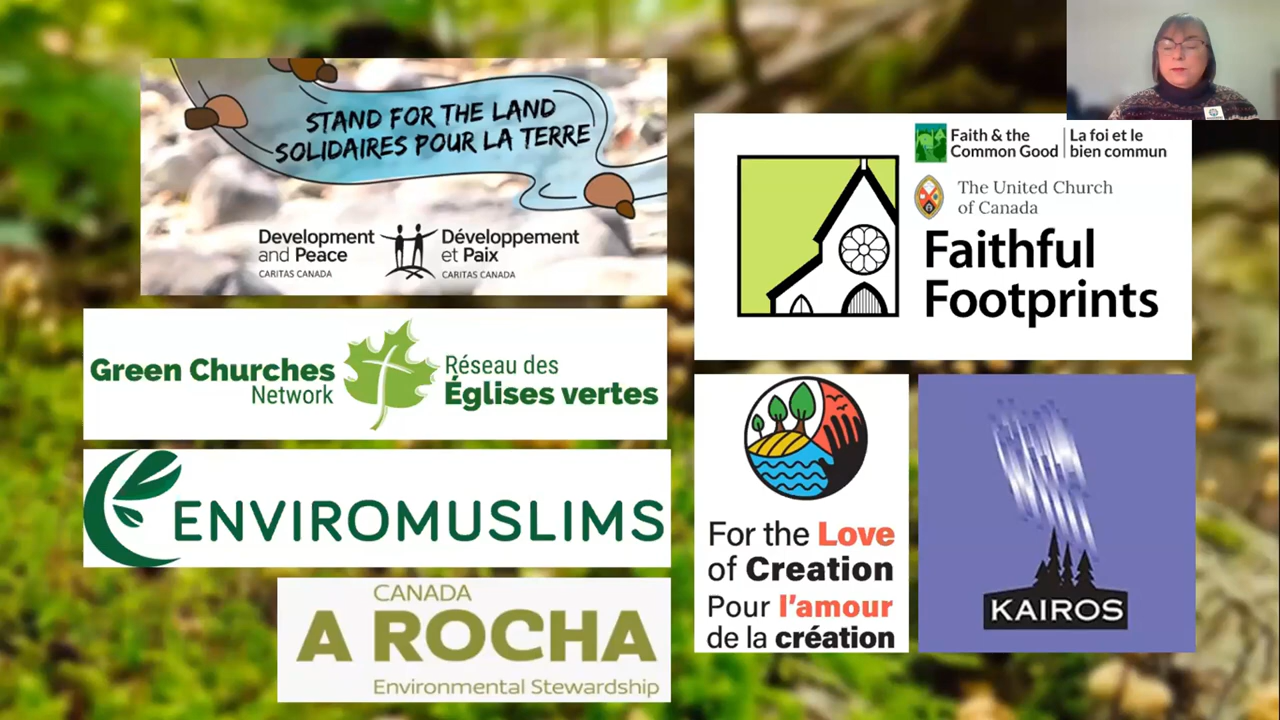 STAND FOR THE LAND
SOLIDAIRES POUR LA TERRE
Development
and Peace
CARITAS CANADA
Développement
et Paix
CARITAS CANADA
Faith & the
Common Good
La foi et le
bien commun
The United Church
of Canada
Faithful
Footprints
Green Churches
Network
Réseau des
Églises vertes
ENVIROMUSLIMS
CANADA
A ROCHA
Environmental Stewardship
For the Love
of Creation
Pour l'amour
de la création
KAIROS